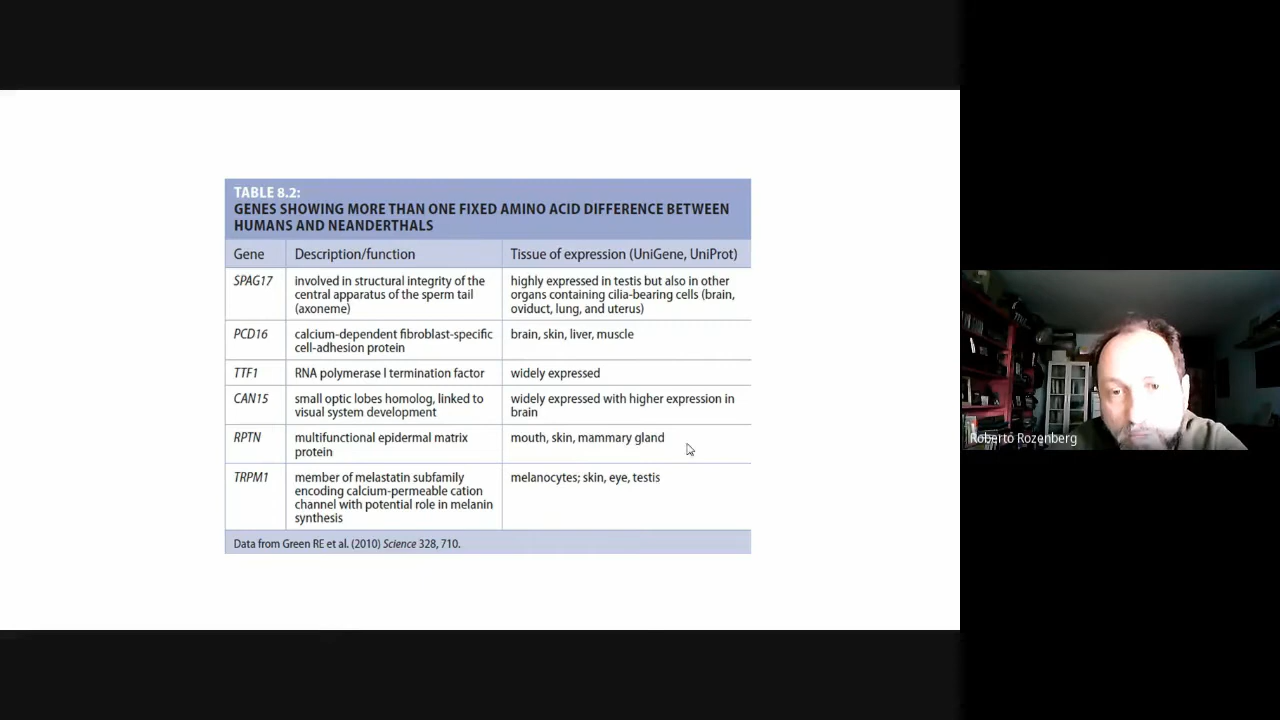 TABLE 8.2:
GENES SHOWING MORE THAN ONE FIXED AMINO ACID DIFFERENCE BETWEEN
HUMANS AND NEANDERTHALS
Gene
Description/function
Tissue of expression (UniGene, UniProt)
SPAG17
involved in structural integrity of the
central apparatus of the sperm tail
(axoneme)
highly expressed in testis but also in other
organs containing cilia-bearing cells (brain,
oviduct, lung, and uterus)
PCD16
calcium-dependent fibroblast-specific
cell-adhesion protein
brain, skin, liver, muscle
TTF1
RNA polymerase I termination factor
widely expressed
CAN15
small optic lobes homolog, linked to
visual system development
widely expressed with higher expression in
brain
RPTN
multifunctional epidermal matrix
protein
mouth, skin, mammary gland
TRPM1
member of melastatin subfamily
encoding calcium-permeable cation
channel with potential role in melanin
synthesis
melanocytes; skin, eye, testis
Data from Green RE et al. (2010) Science 328, 710.
Roberto Rozenberg